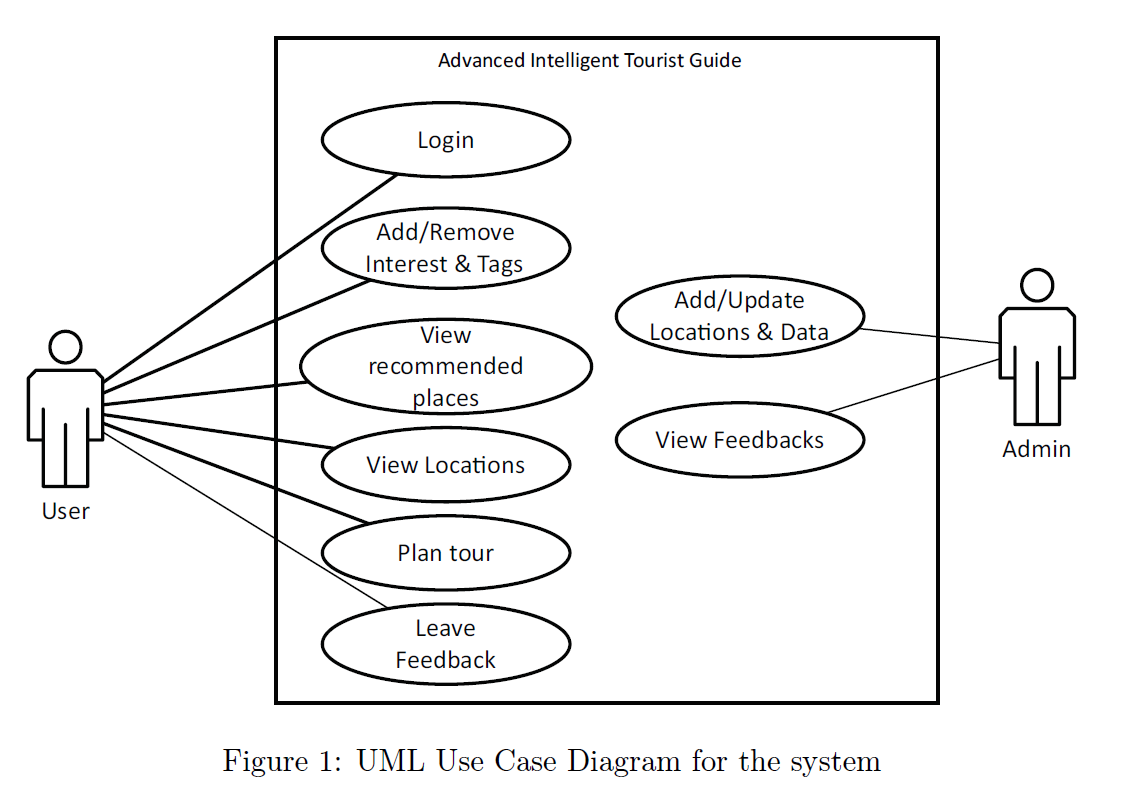 Advanced Intelligent Tourist Guide
Login
Add/Remove
Interest & Tags
View
recommended
places
View Locations
Plan tour
Leave
Feedback
Add/Update
Locations & Data
View Feedbacks
User
Admin
Figure 1: UML Use Case Diagram for the system